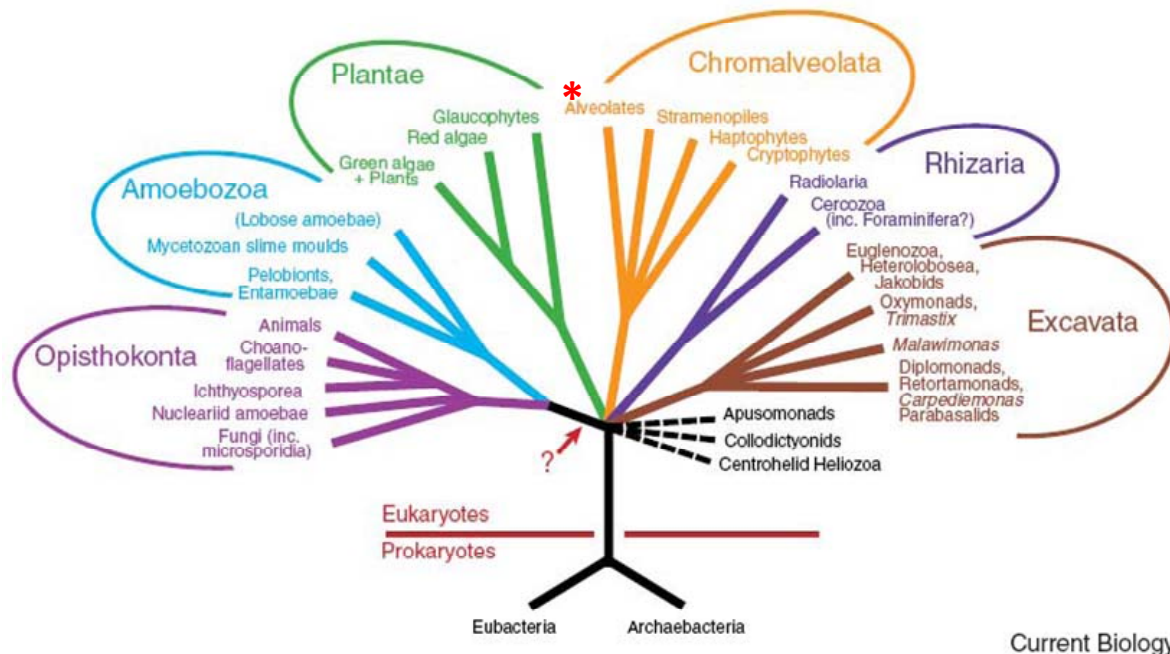 Plantae
Chromalveolata
*
Alveolates
Glaucophytes
Stramenopiles
Red algae
Haptophytes
Green algae
+ Plants
Cryptophytes
Rhizaria
Amoebozoa
Radiolaria
Cercozoa
(inc. Foraminifera?)
(Lobose amoebae)
Mycetozoan slime moulds
Euglenozoa,
Heterolobosea,
Jakobids
Pelobionts,
Entamoebae
Oxymonads,
Trimastix
Excavata
Animals
Choano-
flagellates
Opisthokonta
Malawimonas
Ichthyosporea
Diplomonads,
Retortamonads,
Carpediemonas
Parabasalids
Nucleariid amoebae
Fungi (inc.
microsporidia)
Apusomonads
Collodictyonids
Centrohelid Heliozoa
?
Eukaryotes
Prokaryotes
Eubacteria
Archaebacteria
Current Biology